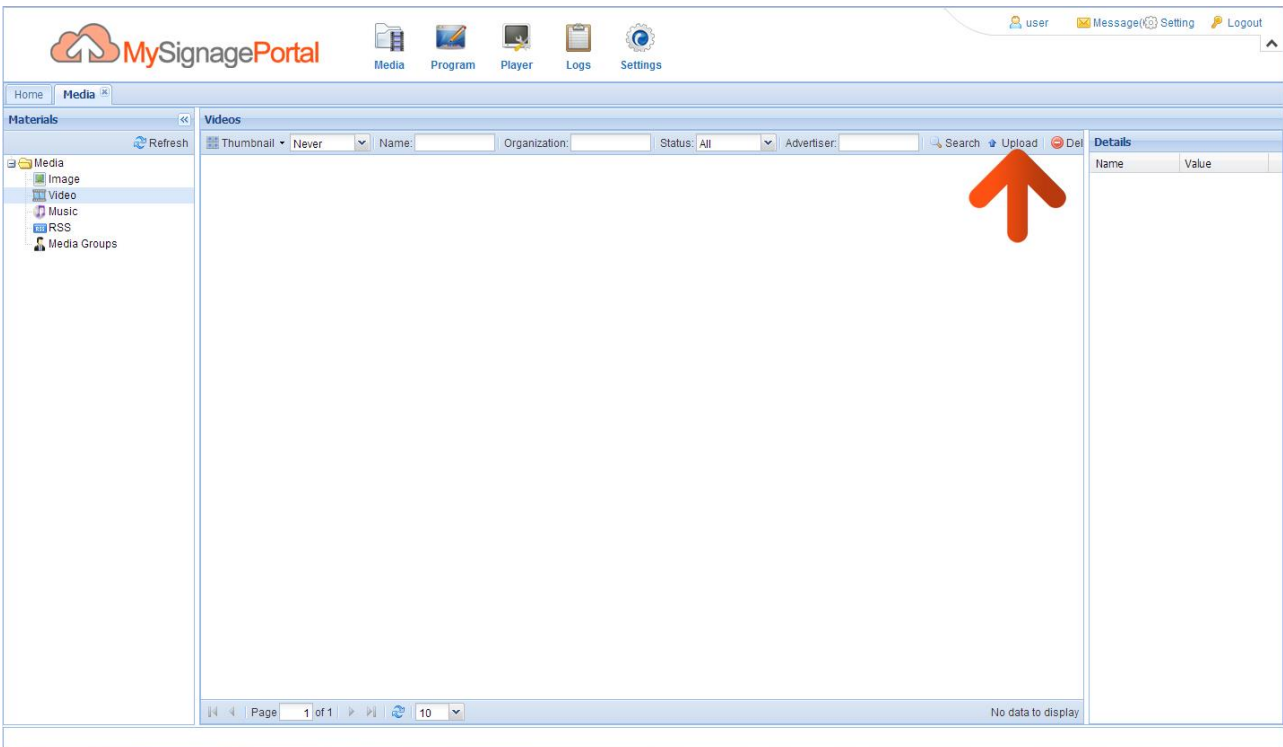 user Message( Setting Logout
MySignagePortal
Media Program Player Logs Settings
Home Media
Materials
Videos
Refresh
Thumbnail Never Name: Organization: Status: All Advertiser: Search Upload Del
Details
Name Value
Media
Image
Video
Music
RSS
Media Groups
Page 1 of 1 10 No data to display